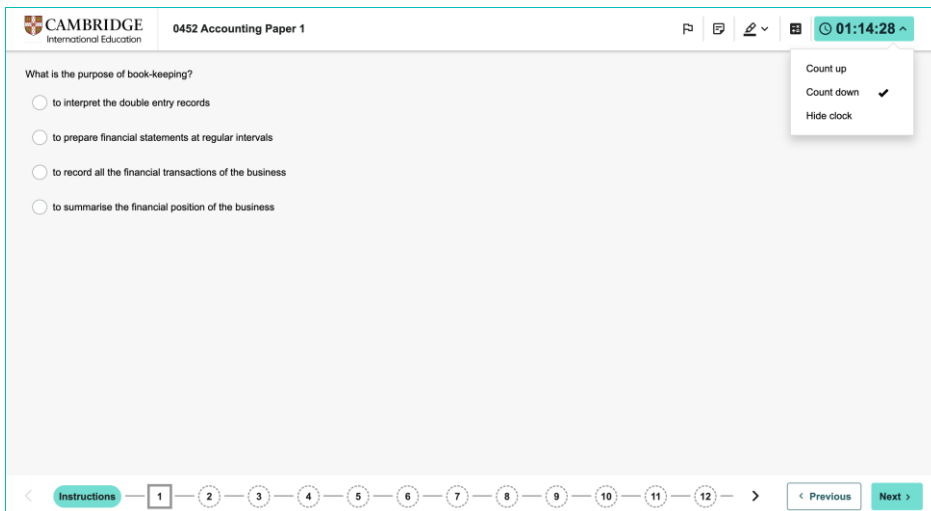 CAMBRIDGE
International Education
0452 Accounting Paper 1
01:14:28
Count up
Count down
Hide clock
What is the purpose of book-keeping?
to interpret the double entry records
to prepare financial statements at regular intervals
to record all the financial transactions of the business
to summarise the financial position of the business
Instructions 1 2 3 4 5 6 7 8 9 10 11 12 Previous Next